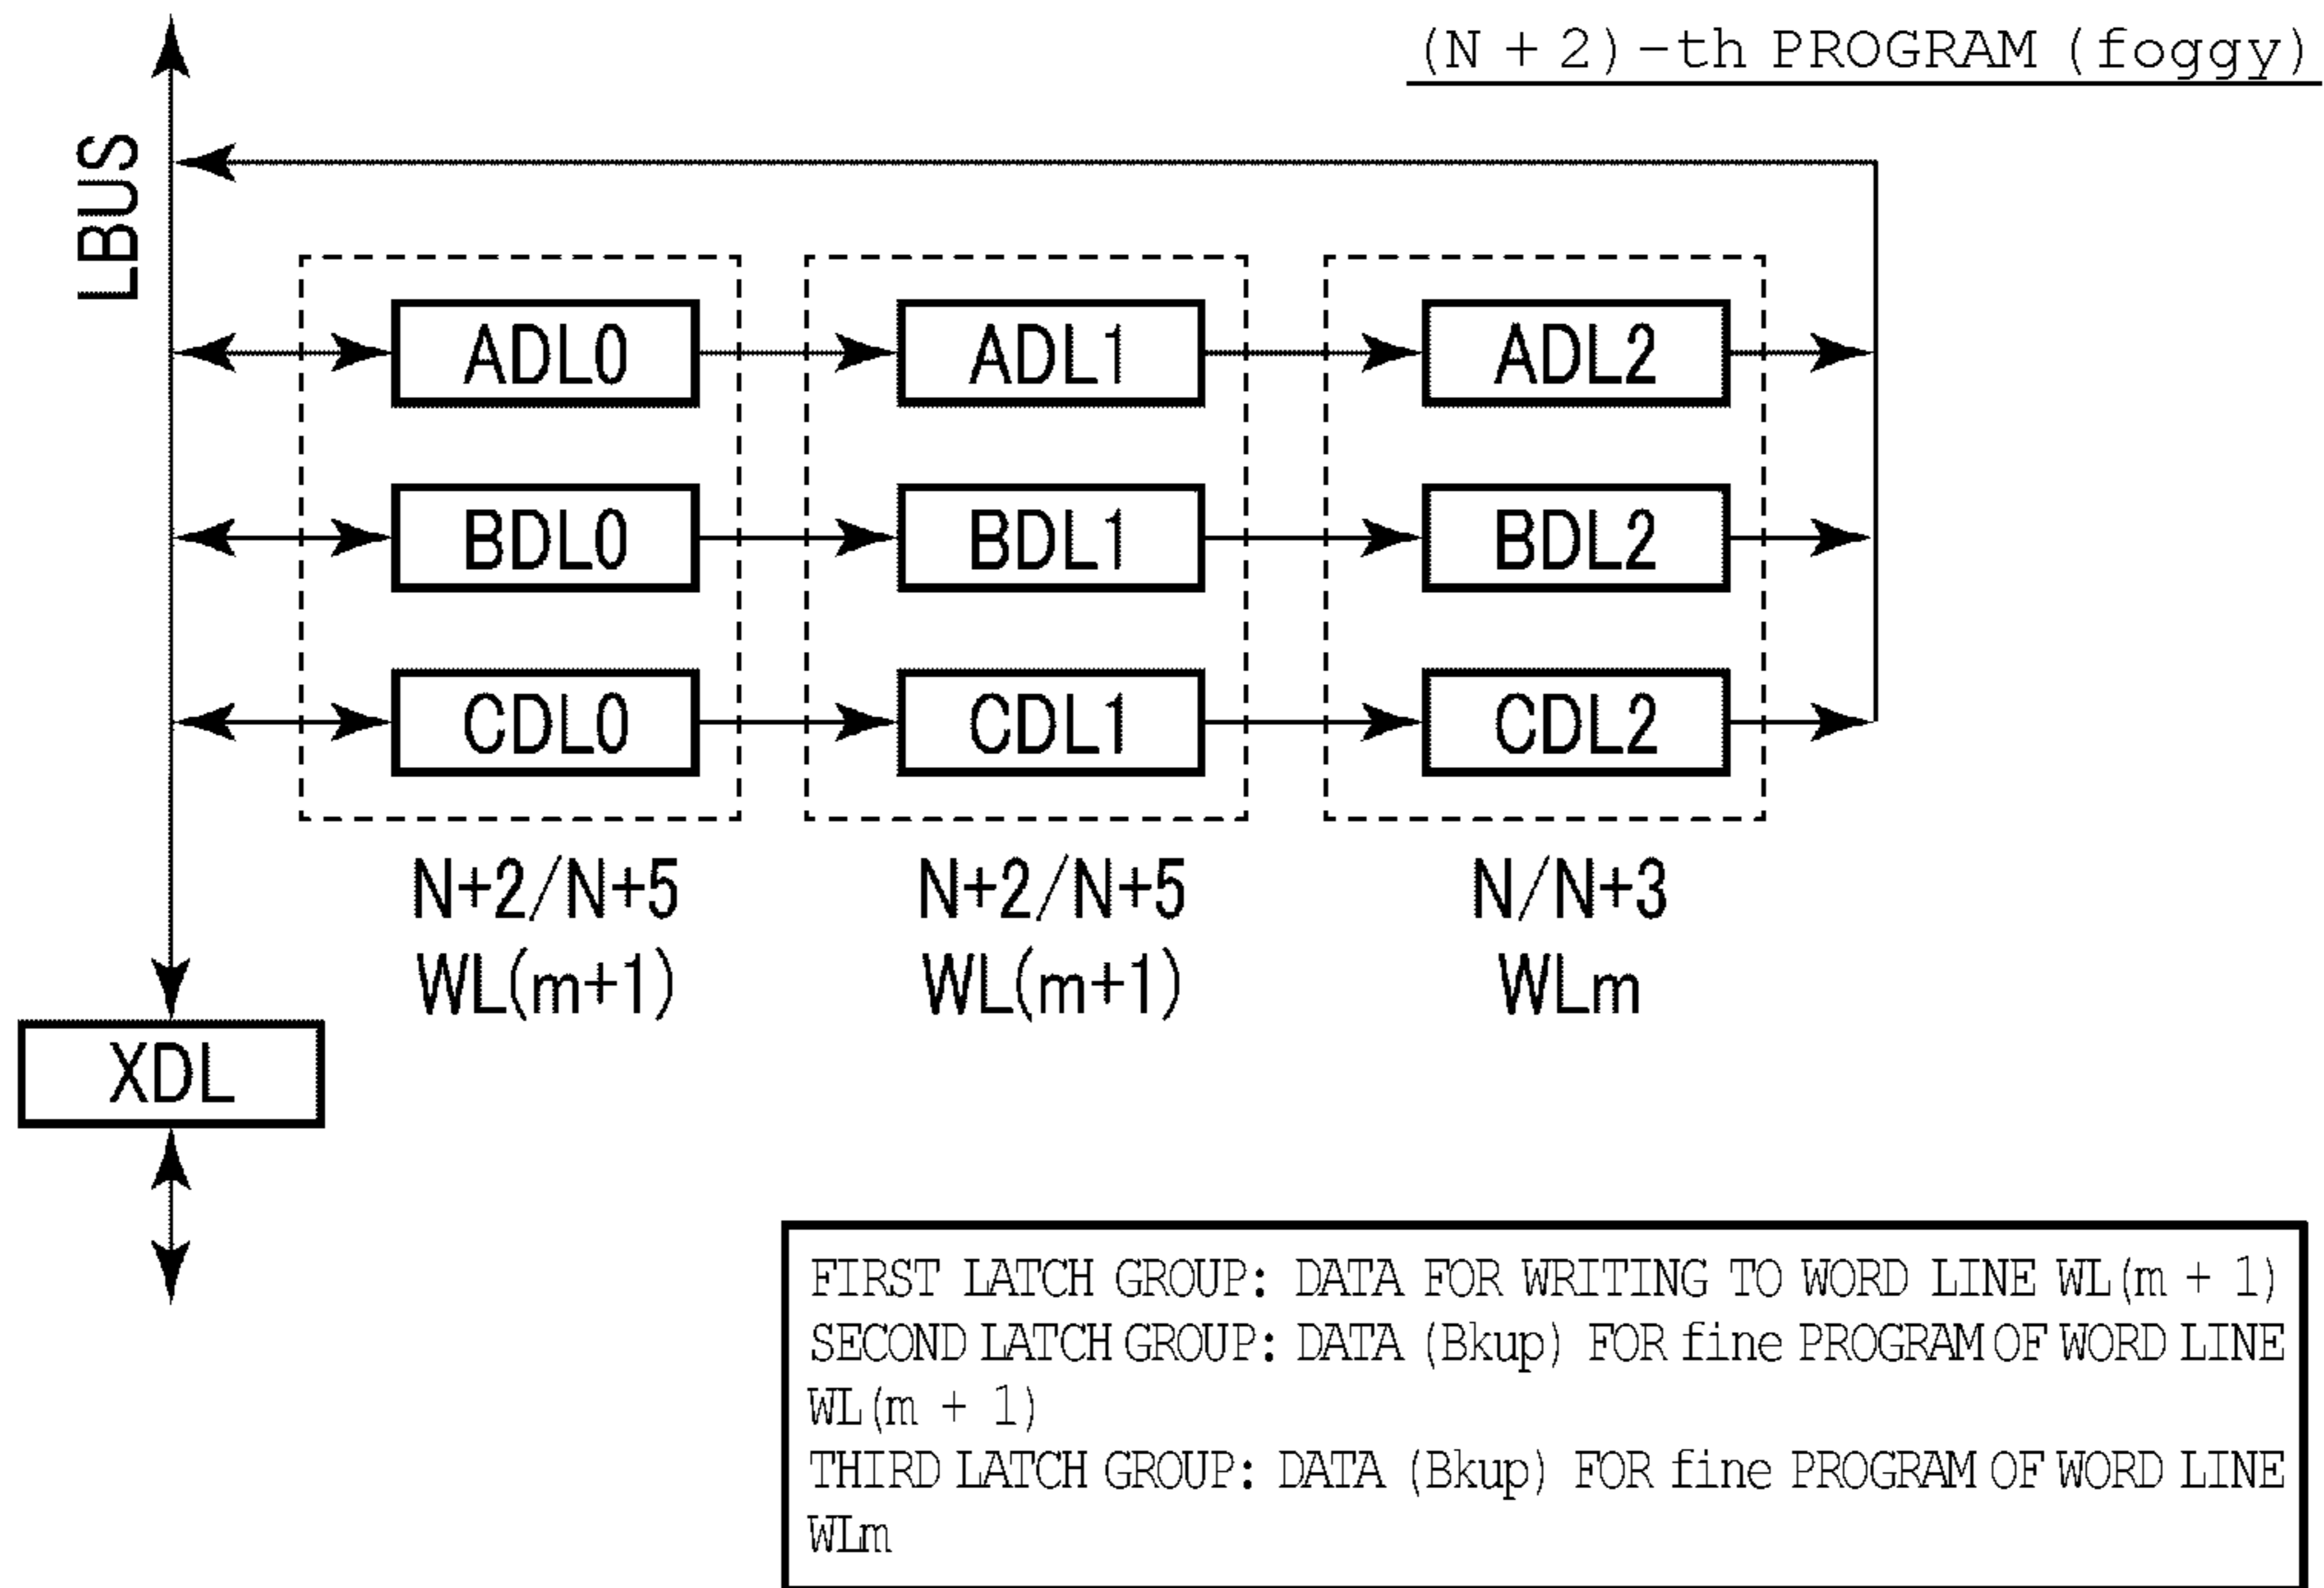 (N + 2)-th PROGRAM (foggy)
LBUS
ADL0 ADL1 ADL2
BDL0 BDL1 BDL2
CDL0 CDL1 CDL2
N+2/N+5 N+2/N+5 N/N+3
WL(m+1) WL(m+1) WLm
XDL
FIRST LATCH GROUP: DATA FOR WRITING TO WORD LINE WL(m + 1)
SECOND LATCH GROUP: DATA (Bkup) FOR fine PROGRAM OF WORD LINE
WL(m + 1)
THIRD LATCH GROUP: DATA (Bkup) FOR fine PROGRAM OF WORD LINE
WLm